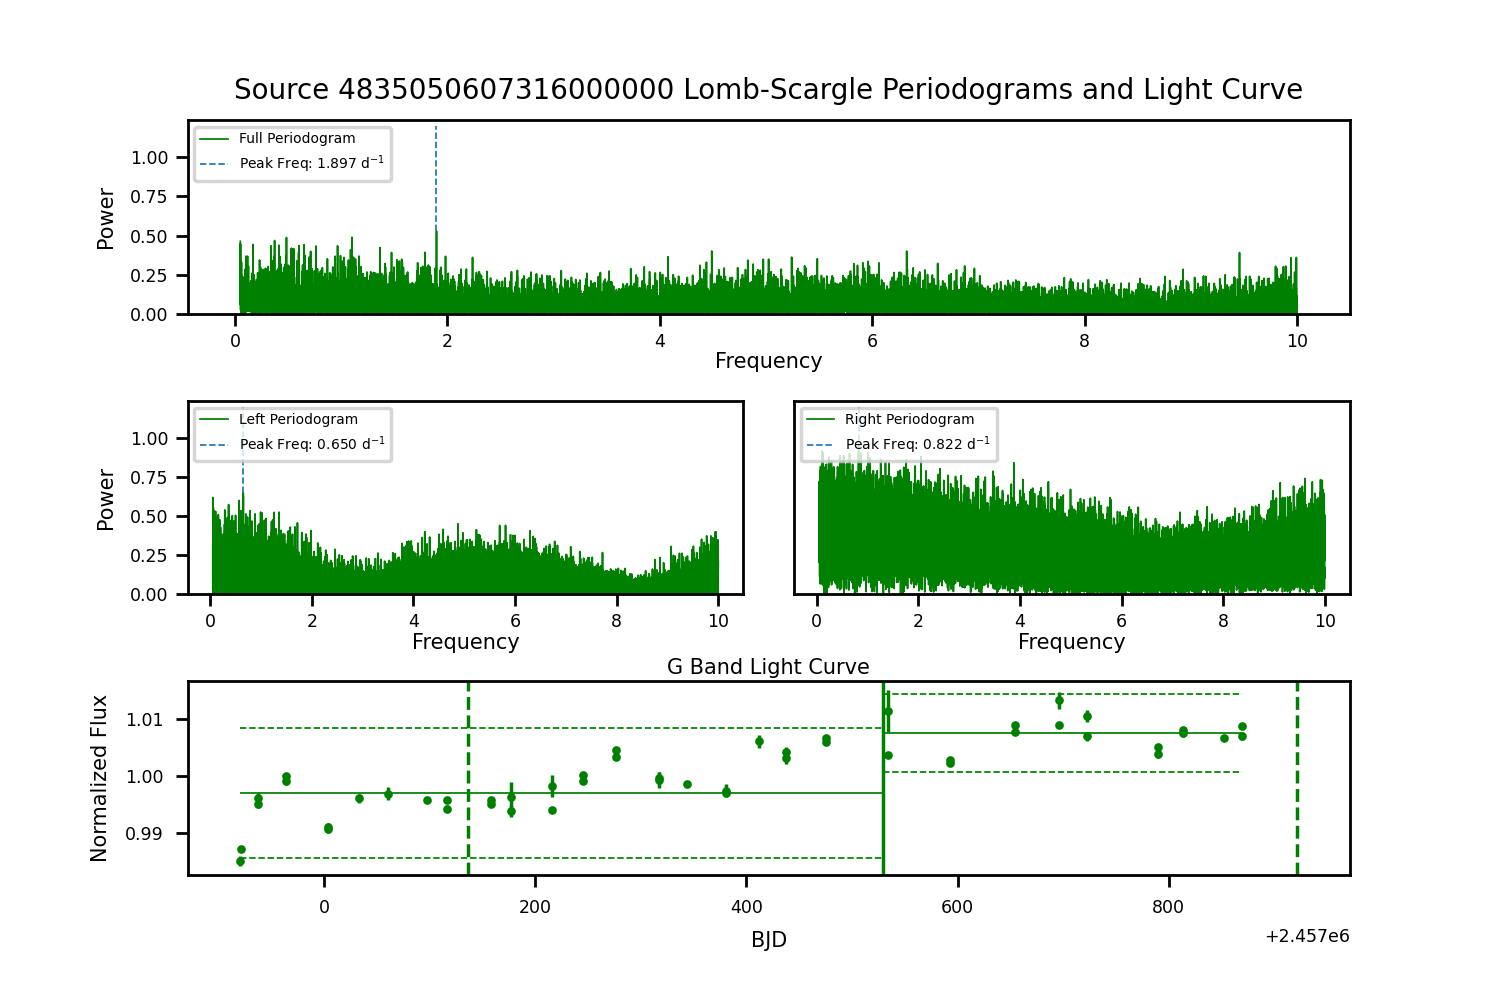 Source 4835050607316000000 Lomb-Scargle Periodograms and Light Curve
Full Periodogram
Peak Freq: 1.897 d⁻¹
1.00
0.75
0.50
0.25
0.00
Power
0 2 4 6 8 10
Frequency
Left Periodogram
Peak Freq: 0.650 d⁻¹
1.00
0.75
0.50
0.25
0.00
Power
0 2 4 6 8 10
Frequency
Right Periodogram
Peak Freq: 0.822 d⁻¹
0 2 4 6 8 10
Frequency
G Band Light Curve
1.01
1.00
0.99
Normalized Flux
0 200 400 600 800
BJD
+2.457e6